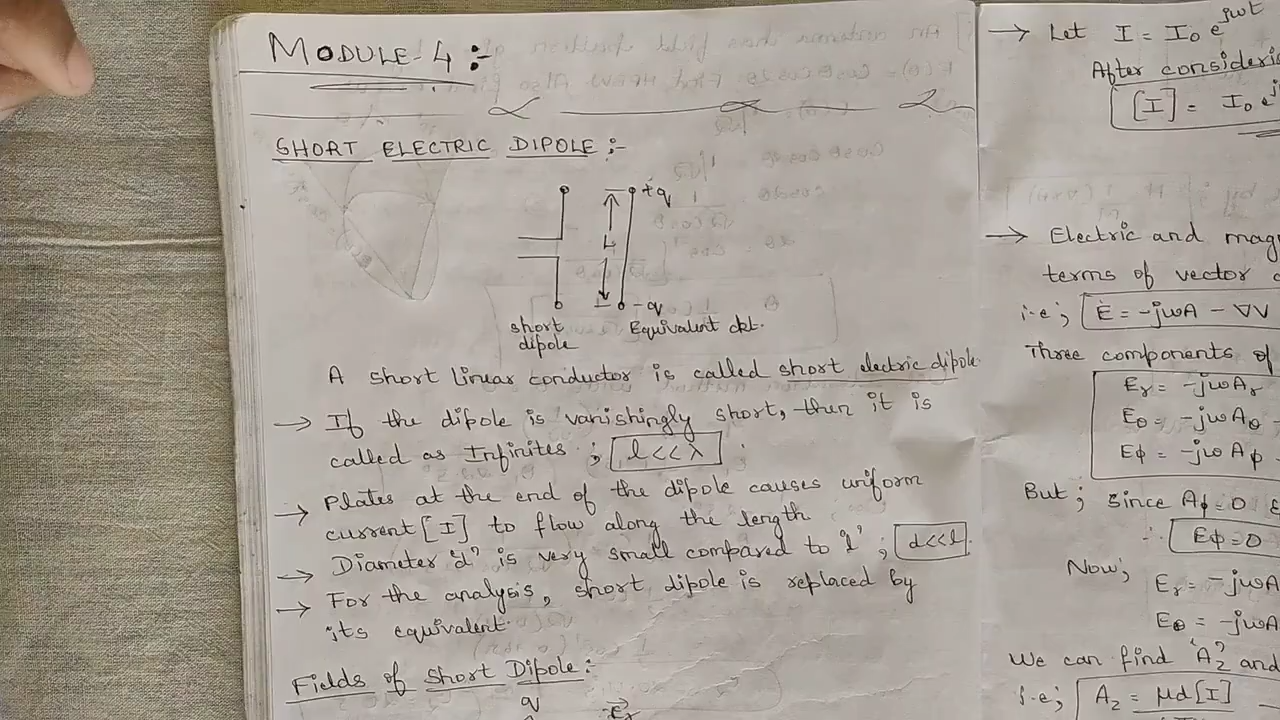 MODULE-4 :-
SHORT ELECTRIC DIPOLE :-
+q
L
-q
short
dipole
Equivalent ckt.
A short linear conductor is called short electric dipole
→ If the dipole is vanishingly short, then it is
called as Infinites ; l<<λ ;
→ Plates at the end of the dipole causes uniform
current [I] to flow along the length
→ Diameter 'd' is very small compared to 'l' ; d<<l.
→ For the analysis, short dipole is replaced by
its equivalent.
Fields of Short Dipole :-
q
→ Let I = I₀ e^jωt
After consideri
[I] = I₀ e^j
→ Electric and mag
terms of vector
i.e; E = -jωA - ∇V
Three components of
Er = -jωAr
Eθ = -jωAθ -
Eφ = -jωAφ -
But ; since Aφ=0
∴ Eφ=0
Now;
Er = -jωA
Eθ = -jωA
We can find 'Az' and
i.e; Az = μd[I]